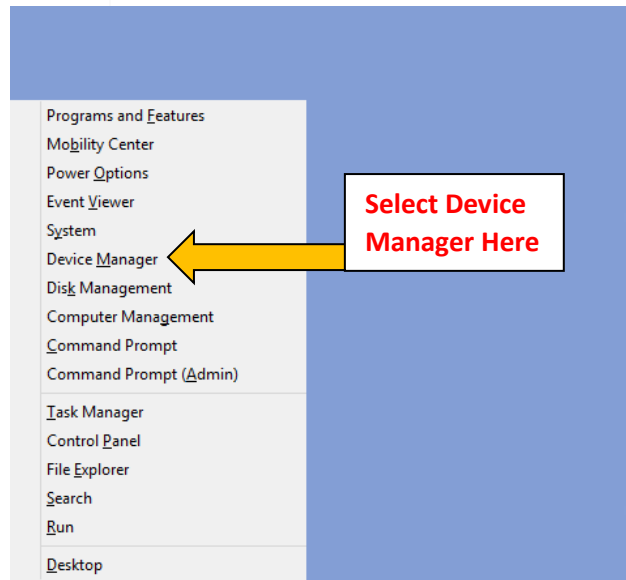 Programs and Features
Mobility Center
Power Options
Event Viewer
System
Device Manager
Disk Management
Computer Management
Command Prompt
Command Prompt (Admin)
Task Manager
Control Panel
File Explorer
Search
Run
Desktop
Select Device
Manager Here